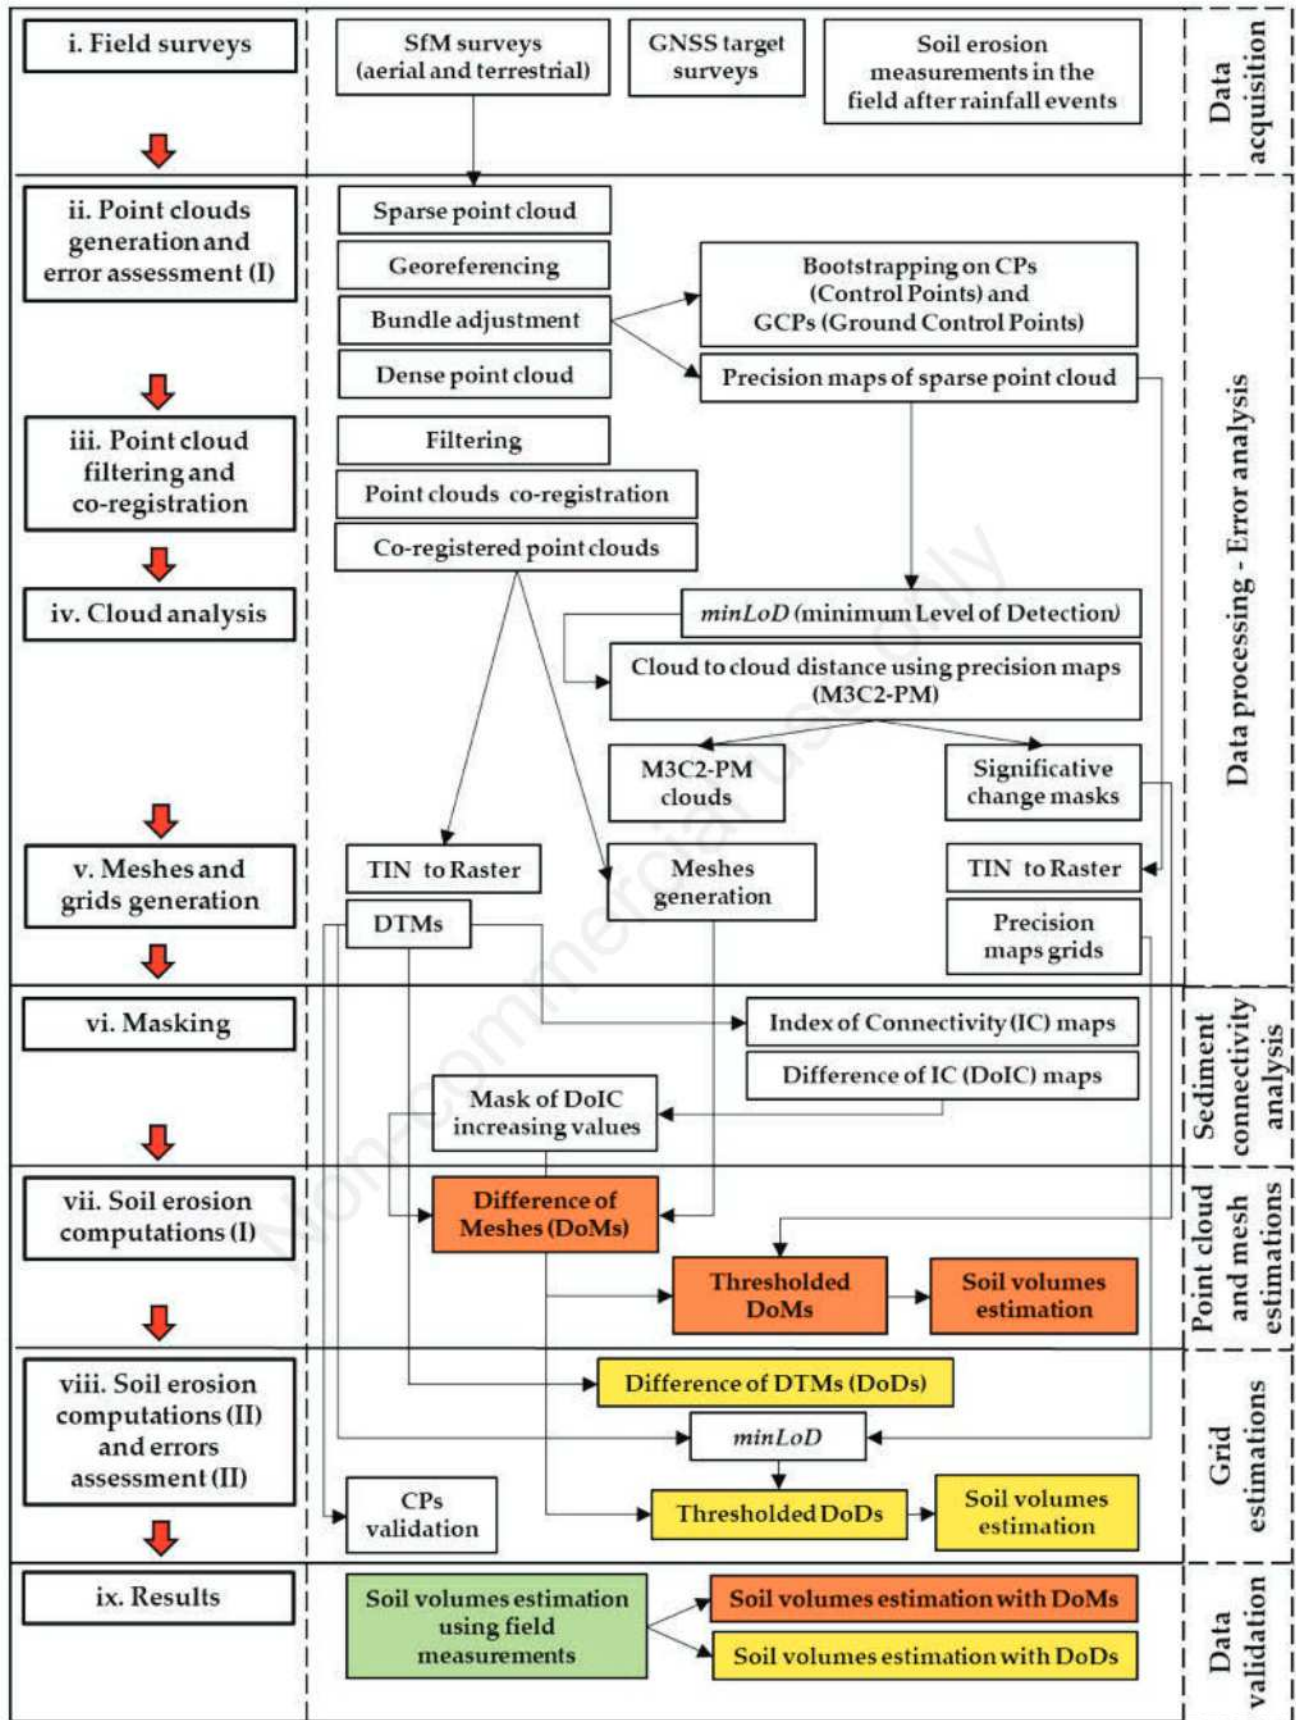 i. Field surveys
SfM surveys
(aerial and terrestrial)
GNSS target
surveys
Soil erosion
measurements in the
field after rainfall events
Data
acquisition
ii. Point clouds
generation and
error assessment (I)
Sparse point cloud
Georeferencing
Bundle adjustment
Dense point cloud
Bootstrapping on CPs
(Control Points) and
GCPs (Ground Control Points)
Precision maps of sparse point cloud
Data processing - Error analysis
iii. Point cloud
filtering and
co-registration
Filtering
Point clouds co-registration
Co-registered point clouds
iv. Cloud analysis
minLoD (minimum Level of Detection)
Cloud to cloud distance using precision maps
(M3C2-PM)
M3C2-PM
clouds
Significative
change masks
v. Meshes and
grids generation
TIN to Raster
DTMs
Meshes
generation
TIN to Raster
Precision
maps grids
vi. Masking
Index of Connectivity (IC) maps
Difference of IC (DoIC) maps
Mask of DoIC
increasing values
Sediment
connectivity
analysis
vii. Soil erosion
computations (I)
Difference of
Meshes (DoMs)
Thresholded
DoMs
Soil volumes
estimation
Point cloud
and mesh
estimations
viii. Soil erosion
computations (II)
and errors
assessment (II)
Difference of DTMs (DoDs)
minLoD
CPs
validation
Thresholded DoDs
Soil volumes
estimation
Grid
estimations
ix. Results
Soil volumes estimation
using field
measurements
Soil volumes estimation with DoMs
Soil volumes estimation with DoDs
Data
validation
Non-commercial use only